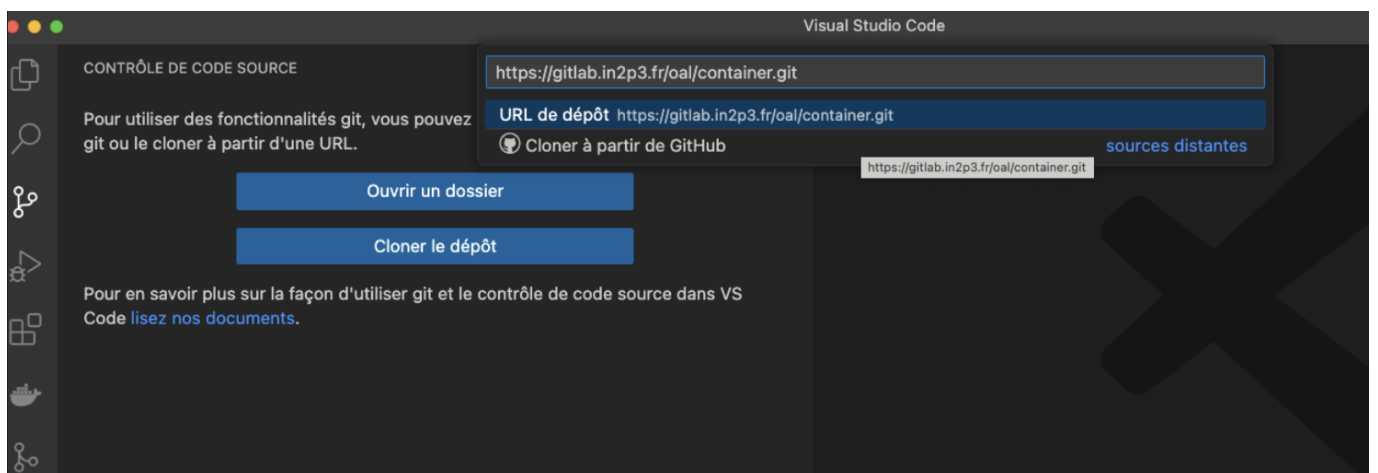 Visual Studio Code
CONTRÔLE DE CODE SOURCE
https://gitlab.in2p3.fr/oal/container.git
Pour utiliser des fonctionnalités git, vous pouvez
git ou le cloner à partir d'une URL.
URL de dépôt https://gitlab.in2p3.fr/oal/container.git
Cloner à partir de GitHub
sources distantes
https://gitlab.in2p3.fr/oal/container.git
Ouvrir un dossier
Cloner le dépôt
Pour en savoir plus sur la façon d'utiliser git et le contrôle de code source dans VS
Code lisez nos documents.